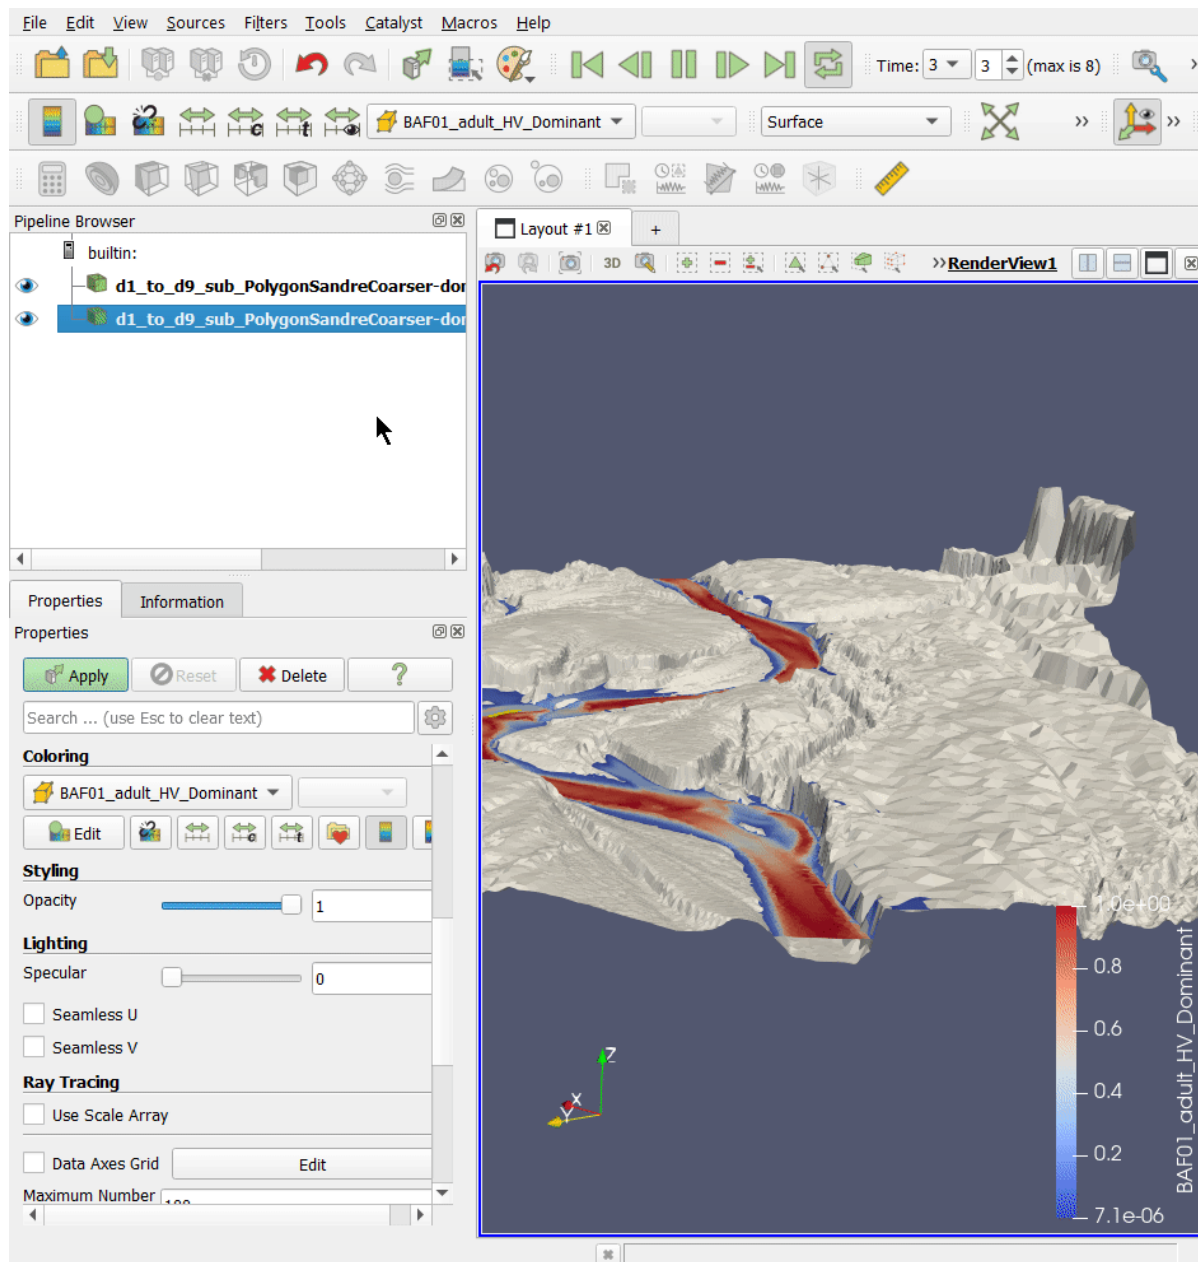 File Edit View Sources Filters Tools Catalyst Macros Help
Time: 3 3 (max is 8)
BAF01_adult_HV_Dominant Surface
Pipeline Browser
Layout #1 +
builtin:
3D RenderView1
d1_to_d9_sub_PolygonSandreCoarser-dor
d1_to_d9_sub_PolygonSandreCoarser-dor
Properties Information
Properties
Apply Reset Delete ?
Search ... (use Esc to clear text)
Coloring
BAF01_adult_HV_Dominant
Edit
Styling
Opacity 1
Lighting
Specular 0
Seamless U
Seamless V
Ray Tracing
Use Scale Array
Data Axes Grid Edit
Maximum Number
Z
X
Y
1.0e+00
0.8
0.6
0.4
0.2
7.1e-06
BAF01_adult_HV_Dominant